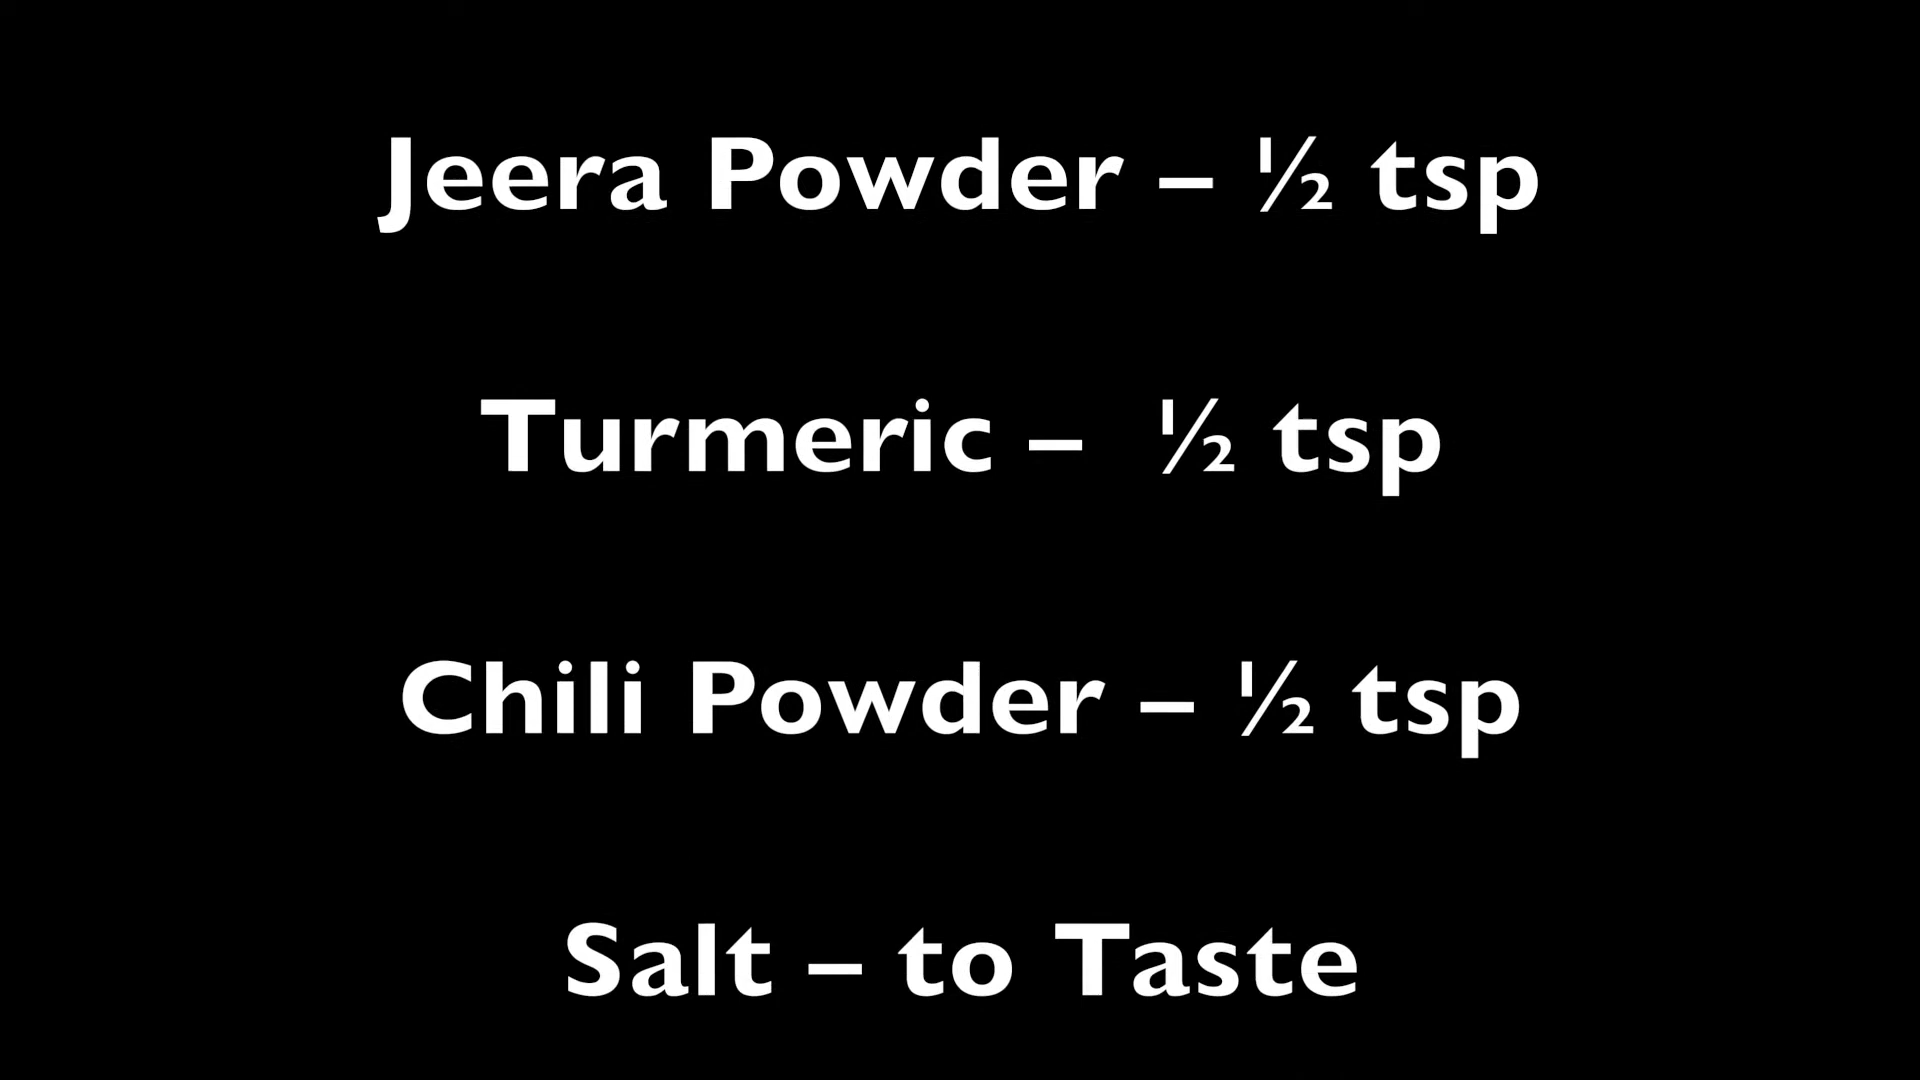 Jeera Powder – ½ tsp
Turmeric – ½ tsp
Chili Powder – ½ tsp
Salt – to Taste